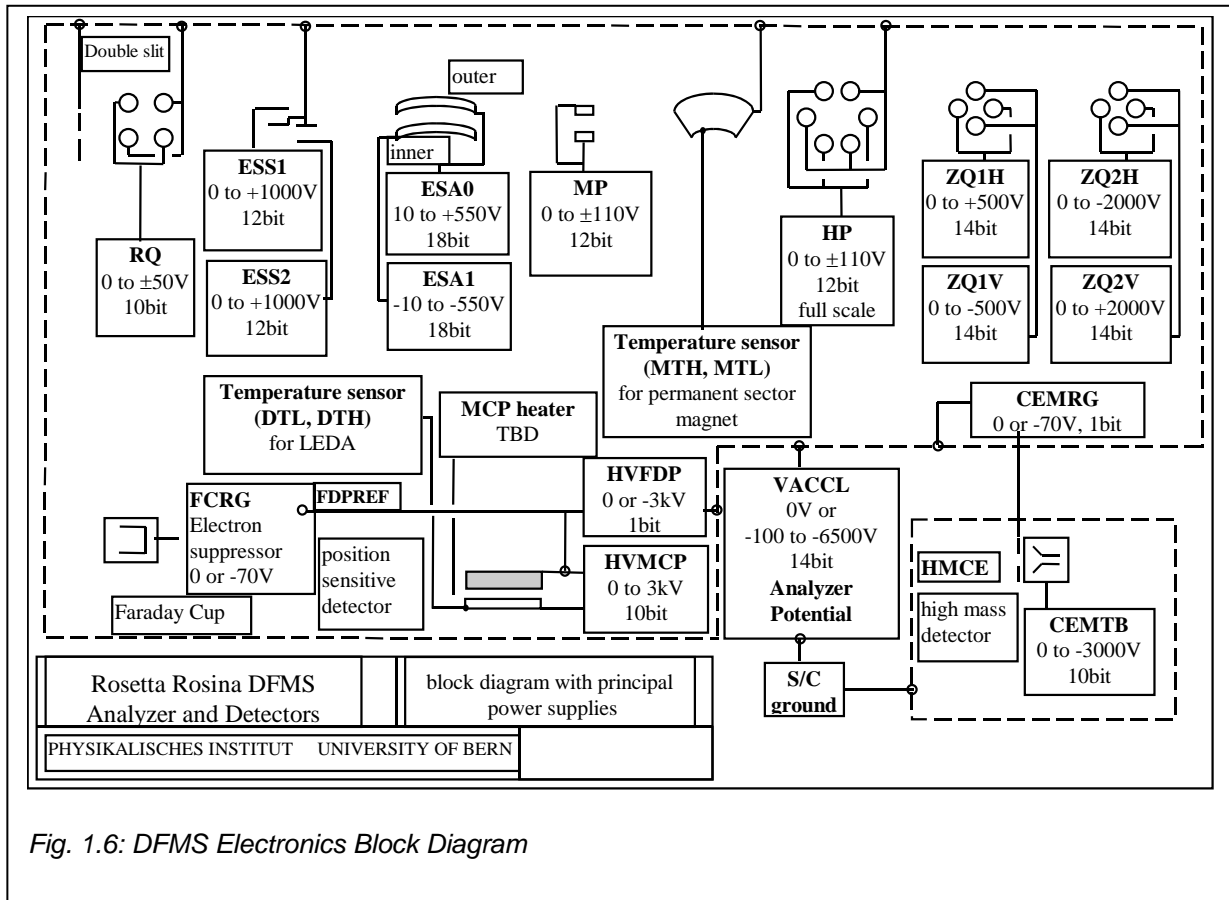 Double slit
outer
inner
ESS1
0 to +1000V
12bit
ESA0
10 to +550V
18bit
MP
0 to ±110V
12bit
ZQ1H
0 to +500V
14bit
ZQ2H
0 to -2000V
14bit
RQ
0 to ±50V
10bit
ESS2
0 to +1000V
12bit
ESA1
-10 to -550V
18bit
HP
0 to ±110V
12bit
full scale
ZQ1V
0 to -500V
14bit
ZQ2V
0 to +2000V
14bit
Temperature sensor
(MTH, MTL)
for permanent sector
magnet
Temperature sensor
(DTL, DTH)
for LEDA
MCP heater
TBD
CEMRG
0 or -70V, 1bit
FCRG
Electron
suppressor
0 or -70V
FDPREF
HVFDP
0 or -3kV
1bit
VACCL
0V or
-100 to -6500V
14bit
Analyzer
Potential
position
sensitive
detector
HVMCP
0 to 3kV
10bit
HMCE
high mass
detector
CEMTB
0 to -3000V
10bit
Faraday Cup
S/C
ground
Rosetta Rosina DFMS
Analyzer and Detectors
block diagram with principal
power supplies
PHYSIKALISCHES INSTITUT UNIVERSITY OF BERN
Fig. 1.6: DFMS Electronics Block Diagram